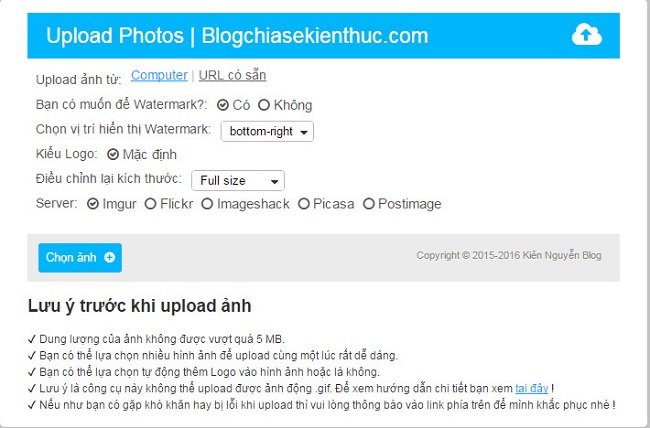 Upload Photos | Blogchiasekienthuc.com
Upload ảnh từ: Computer | URL có sẵn
Bạn có muốn để Watermark?: Có Không
Chọn vị trí hiển thị Watermark: bottom-right
Kiểu Logo: Mặc định
Điều chỉnh lại kích thước: Full size
Server: Imgur Flickr Imageshack Picasa Postimage
Chọn ảnh Copyright © 2015-2016 Kiên Nguyễn Blog
Lưu ý trước khi upload ảnh
✓ Dung lượng của ảnh không được vượt quá 5 MB.
✓ Bạn có thể lựa chọn nhiều hình ảnh để upload cùng một lúc rất dễ dàng.
✓ Bạn có thể lựa chọn tự động thêm Logo vào hình ảnh hoặc là không.
✓ Lưu ý là công cụ này không thể upload được ảnh động .gif. Để xem hướng dẫn chi tiết bạn xem tại đây !
✓ Nếu như bạn có gặp khó khăn hay bị lỗi khi upload thì vui lòng thông báo vào link phía trên để mình khắc phục nhé !